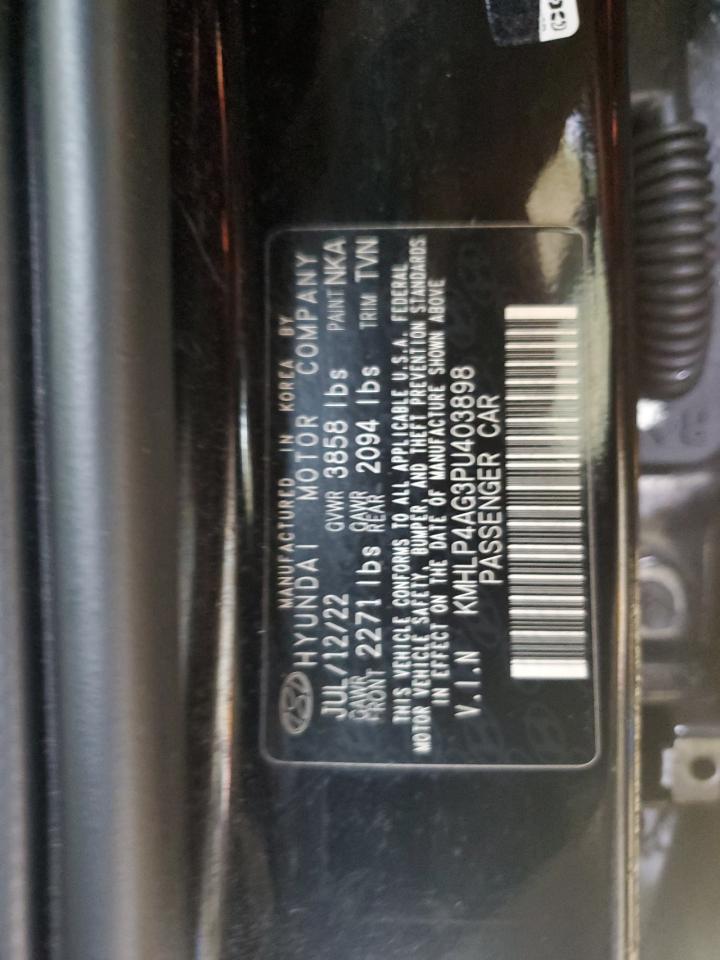 MANUFACTURED IN KOREA BY
HYUNDAI MOTOR COMPANY
JUL/12/22 GVWR 3858 lbs PAINT NKA
GAWR FRONT 2271 lbs GAWR REAR 2094 lbs TRIM TVN
THIS VEHICLE CONFORMS TO ALL APPLICABLE U.S.A. FEDERAL
MOTOR VEHICLE SAFETY, BUMPER, AND THEFT PREVENTION STANDARDS
IN EFFECT ON THE DATE OF MANUFACTURE SHOWN ABOVE
V.I.N KMHLP4AG3PU403898
PASSENGER CAR